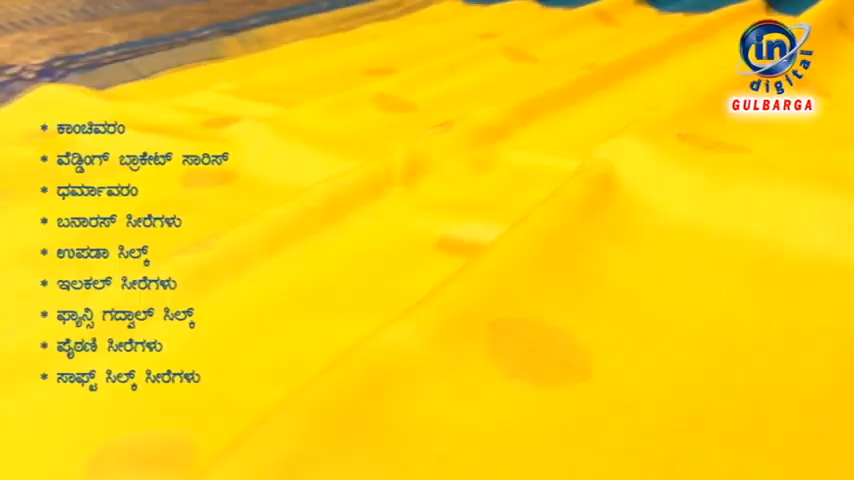 in
digital
GULBARGA
* ಕಾಂಚಿವರಂ
* ವೆಡ್ಡಿಂಗ್ ಬ್ರಾಕೇಟ್ ಸಾರಿಸ್
* ಧರ್ಮಾವರಂ
* ಬನಾರಸ್ ಸೀರೆಗಳು
* ಉಪಡಾ ಸಿಲ್ಕ್
* ಇಲಕಲ್ ಸೀರೆಗಳು
* ಫ್ಯಾನ್ಸಿ ಗದ್ವಾಲ್ ಸಿಲ್ಕ್
* ಪೈಠಣಿ ಸೀರೆಗಳು
* ಸಾಫ್ಟ್ ಸಿಲ್ಕ್ ಸೀರೆಗಳು